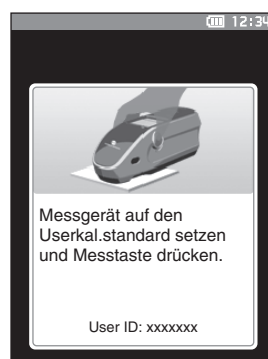 12:34
Messgerät auf den
Userkal.standard setzen
und Messtaste drücken.
User ID: xxxxxxx